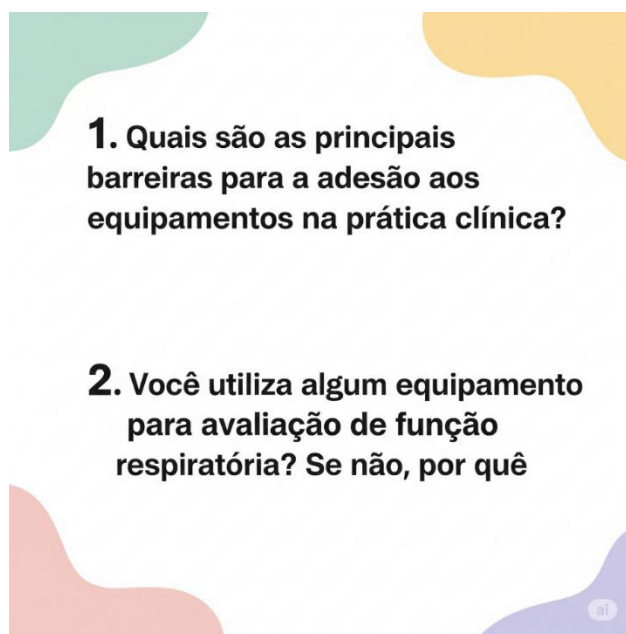 1. Quais são as principais
barreiras para a adesão aos
equipamentos na prática clínica?
2. Você utiliza algum equipamento
para avaliação de função
respiratória? Se não, por quê
ai